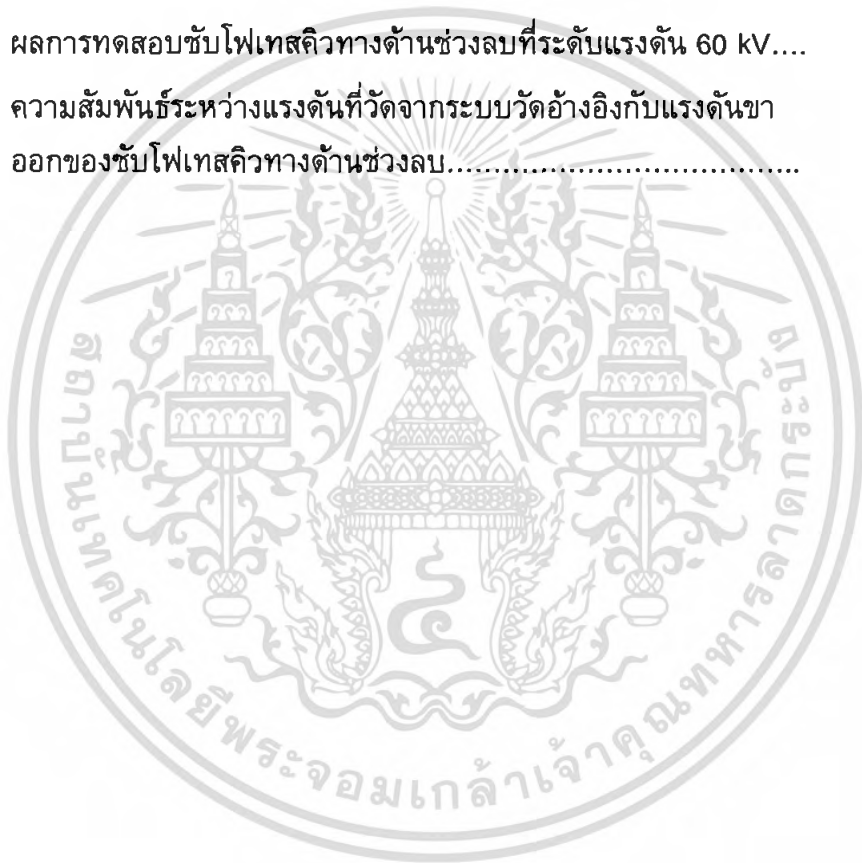 ผลการทดสอบซับโฟเทสคิวทางด้านช่วงลบที่ระดับแรงดัน 60 kV....
ความสัมพันธ์ระหว่างแรงดันที่วัดจากระบบวัดอ้างอิงกับแรงดันขา
ออกของซับโฟเทสคิวทางด้านช่วงลบ......................................
สถาบันเทคโนโลยีพระจอมเกล้าเจ้าคุณทหารลาดกระบัง